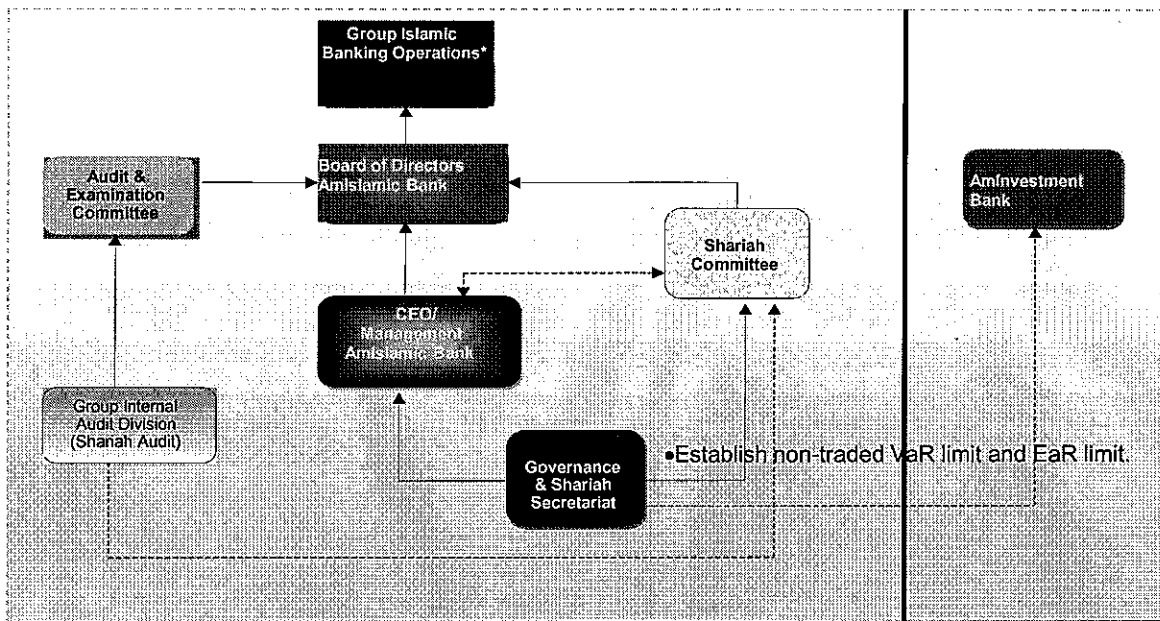 Group Islamic
Banking Operations*
Audit &
Examination
Committee
Board of Directors
AmIslamic Bank
AmInvestment
Bank
Shariah
Committee
CEO/
Management
AmIslamic Bank
Group Internal
Audit Division
(Shariah Audit)
Governance
& Shariah
Secretariat
•Establish non-traded VaR limit and EaR limit.